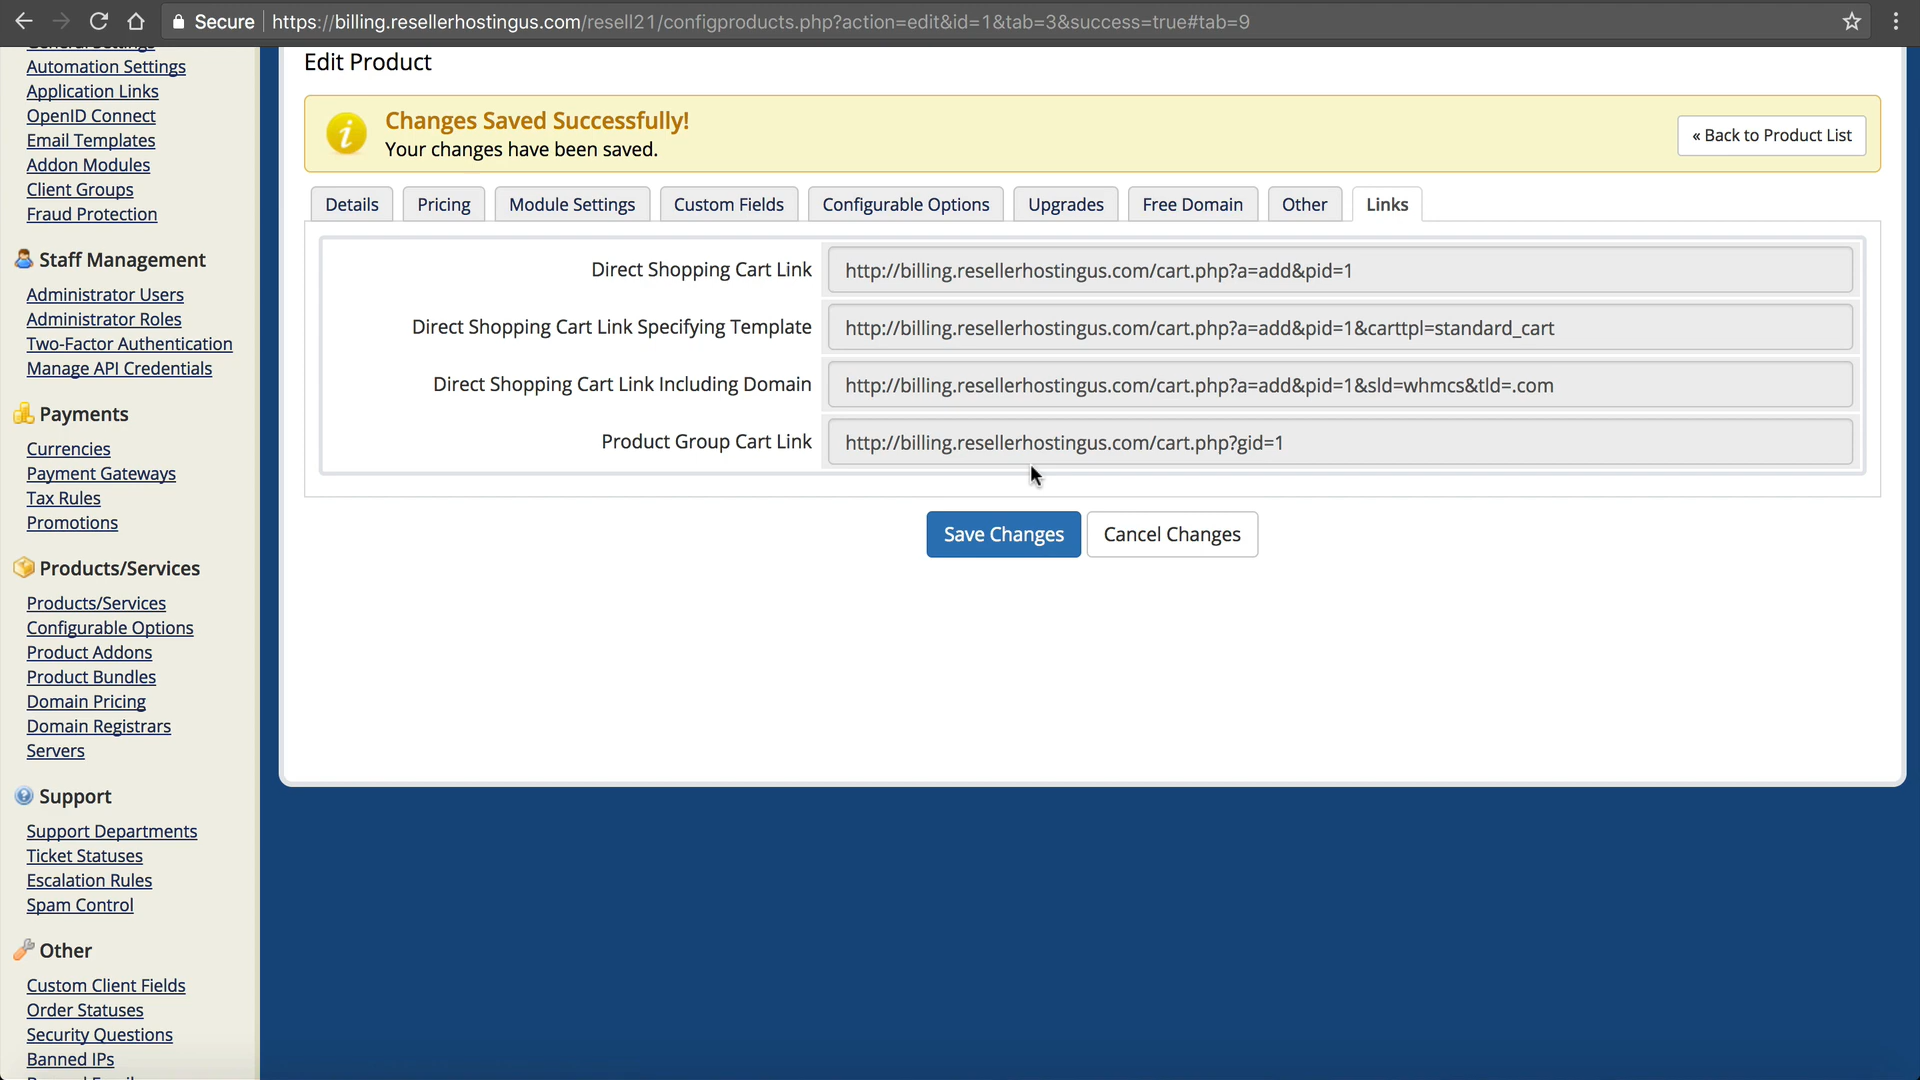 Secure https://billing.resellerhostingus.com/resell21/configproducts.php?action=edit&id=1&tab=3&success=true#tab=9
General Settings
Automation Settings
Application Links
OpenID Connect
Email Templates
Addon Modules
Client Groups
Fraud Protection
Staff Management
Administrator Users
Administrator Roles
Two-Factor Authentication
Manage API Credentials
Payments
Currencies
Payment Gateways
Tax Rules
Promotions
Products/Services
Products/Services
Configurable Options
Product Addons
Product Bundles
Domain Pricing
Domain Registrars
Servers
Support
Support Departments
Ticket Statuses
Escalation Rules
Spam Control
Other
Custom Client Fields
Order Statuses
Security Questions
Banned IPs
Edit Product
Changes Saved Successfully!
Your changes have been saved.
« Back to Product List
Details Pricing Module Settings Custom Fields Configurable Options Upgrades Free Domain Other Links
Direct Shopping Cart Link http://billing.resellerhostingus.com/cart.php?a=add&pid=1
Direct Shopping Cart Link Specifying Template http://billing.resellerhostingus.com/cart.php?a=add&pid=1&carttpl=standard_cart
Direct Shopping Cart Link Including Domain http://billing.resellerhostingus.com/cart.php?a=add&pid=1&sld=whmcs&tld=.com
Product Group Cart Link http://billing.resellerhostingus.com/cart.php?gid=1
Save Changes Cancel Changes